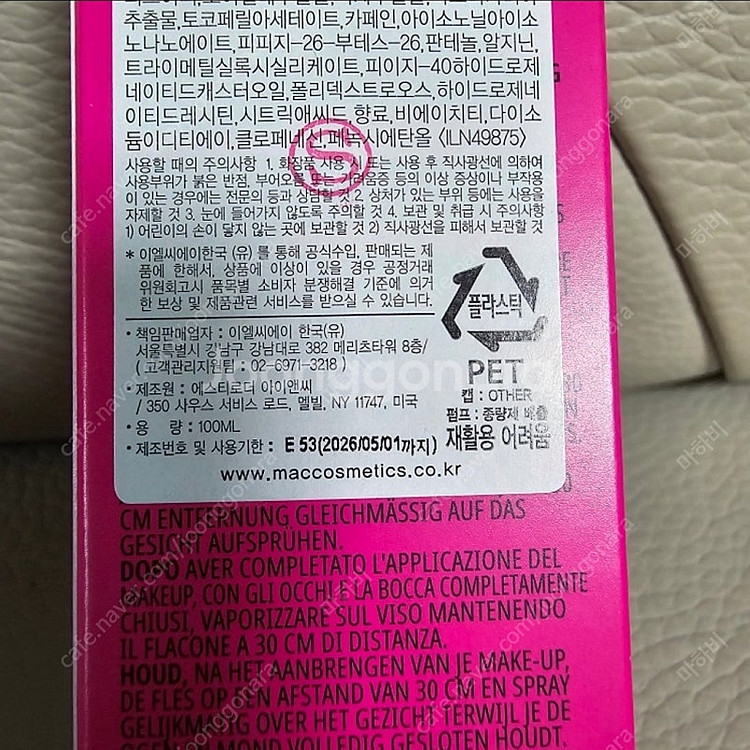 추출물,토코페릴아세테이트,카페인,아이소노닐아이소
노나노에이트,피피지-26-부테스-26,판테놀,알지닌,
트라이메틸실록시실리케이트,피이지-40하이드로제
네이티드캐스터오일,폴리덱스트로오스,하이드로제네
이티드레시틴,시트릭애씨드,향료,비에이치티,다이소
듐이디티에이,클로페네신,페녹시에탄올 <ILN49875>
사용할 때의 주의사항 1. 화장품 사용 시 또는 사용 후 직사광선에 의하여
사용부위가 붉은 반점, 부어오름 또는 가려움증 등의 이상 증상이나 부작용
이 있는 경우에는 전문의 등과 상담할 것 2. 상처가 있는 부위 등에는 사용을
자제할 것 3. 눈에 들어가지 않도록 주의할 것 4. 보관 및 취급 시 주의사항
1) 어린이의 손이 닿지 않는 곳에 보관할 것 2) 직사광선을 피해서 보관할 것
* 이엘씨에이한국 (유) 를 통해 공식수입, 판매되는 제
품에 한해서, 상품에 이상이 있을 경우 공정거래
위원회고시 품목별 소비자 분쟁해결 기준에 의거
한 보상 및 제품관련 서비스를 받으실 수 있습니다.
플라스틱
PET
캡 : OTHER
펌프 : 종량제 배출
재활용 어려움
• 책임판매업자 : 이엘씨에이 한국(유)
서울특별시 강남구 강남대로 382 메리츠타워 8층/
( 고객관리지원팀 : 02-6971-3218 )
• 제조원 : 에스티로더 아이앤씨
/ 350 사우스 서비스 로드, 멜빌, NY 11747, 미국
• 용 량 : 100ML
• 제조번호 및 사용기한 : E 53(2026/05/01까지)
www.maccosmetics.co.kr
CM ENTFERNUNG GLEICHMÄSSIG AUF DAS
GESICHT AUFSPRÜHEN.
DOPO AVER COMPLETATO L'APPLICAZIONE DEL
MAKEUP, CON GLI OCCHI E LA BOCCA COMPLETAMENTE
CHIUSI, VAPORIZZARE SUL VISO MANTENENDO
IL FLACONE A 30 CM DI DISTANZA.
HOUD, NA HET AANBRENGEN VAN JE MAKE-UP,
DE FLES OP EEN AFSTAND VAN 30 CM EN SPRAY
GELIJKMATIG OVER HET GEZICHT TERWIJL JE DE
OGEN EN MOND VOLLEDIG GESLOTEN HOUDT.